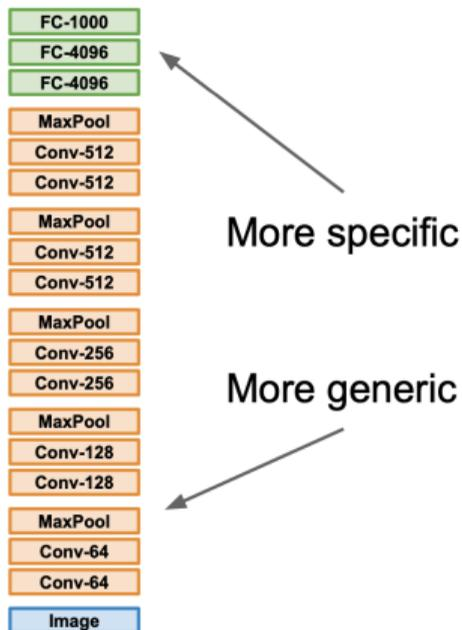 FC-1000
FC-4096
FC-4096
MaxPool
Conv-512
Conv-512
MaxPool
Conv-512
Conv-512
MaxPool
Conv-256
Conv-256
MaxPool
Conv-128
Conv-128
MaxPool
Conv-64
Conv-64
Image
More specific
More generic